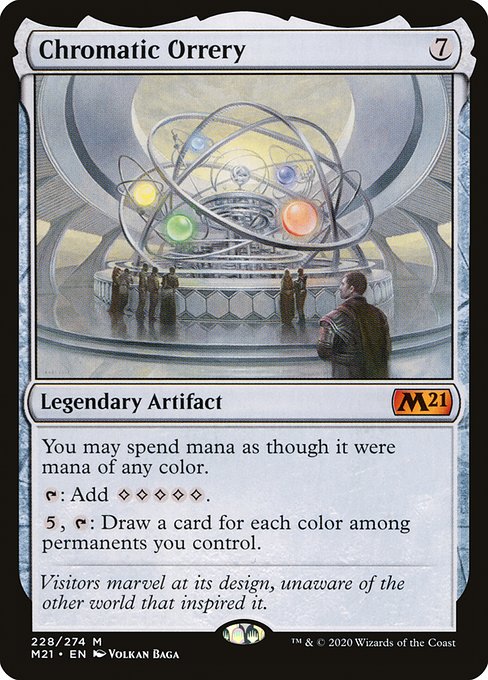 Chromatic Orrery 7
Legendary Artifact M21
You may spend mana as though it were
mana of any color.
: Add .
5, : Draw a card for each color among
permanents you control.
Visitors marvel at its design, unaware of the
other world that inspired it.
228/274 M
M21 • EN Volkan Baga
™ & © 2020 Wizards of the Coast